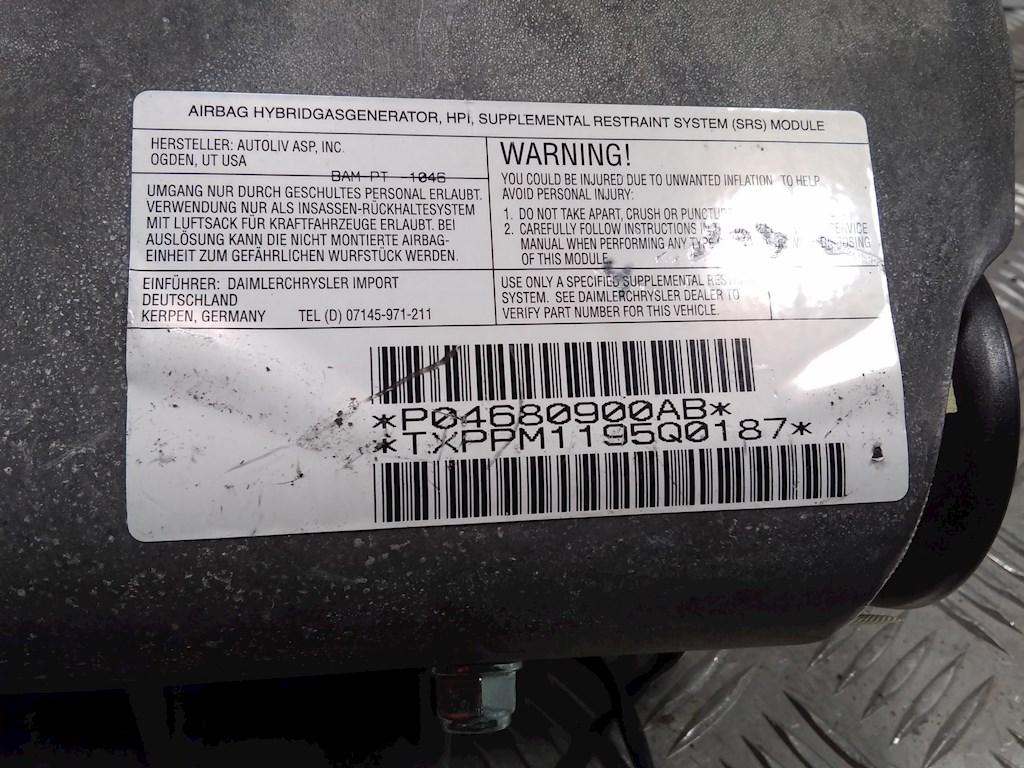 AIRBAG HYBRIDGASGENERATOR, HPI, SUPPLEMENTAL RESTRAINT SYSTEM (SRS) MODULE
HERSTELLER: AUTOLIV ASP, INC.
OGDEN, UT USA
BAM PT -1046
UMGANG NUR DURCH GESCHULTES PERSONAL ERLAUBT.
VERWENDUNG NUR ALS INSASSEN-RÜCKHALTESYSTEM
MIT LUFTSACK FÜR KRAFTFAHRZEUGE ERLAUBT. BEI
AUSLÖSUNG KANN DIE NICHT MONTIERTE AIRBAG-
EINHEIT ZUM GEFÄHRLICHEN WURFSTÜCK WERDEN.
EINFÜHRER: DAIMLERCHRYSLER IMPORT
DEUTSCHLAND
KERPEN, GERMANY TEL (D) 07145-971-211
WARNING!
YOU COULD BE INJURED DUE TO UNWANTED INFLATION TO HELP
AVOID PERSONAL INJURY:
1. DO NOT TAKE APART, CRUSH OR PUNCTURE
2. CAREFULLY FOLLOW INSTRUCTIONS SERVICE
MANUAL WHEN PERFORMING ANY
OF THIS MODULE.
USE ONLY A SPECIFIED SUPPLEMENTAL RESTRAINT
SYSTEM. SEE DAIMLERCHRYSLER DEALER TO
VERIFY PART NUMBER FOR THIS VEHICLE.
*P04680900AB*
*TXPPM1195Q0187*